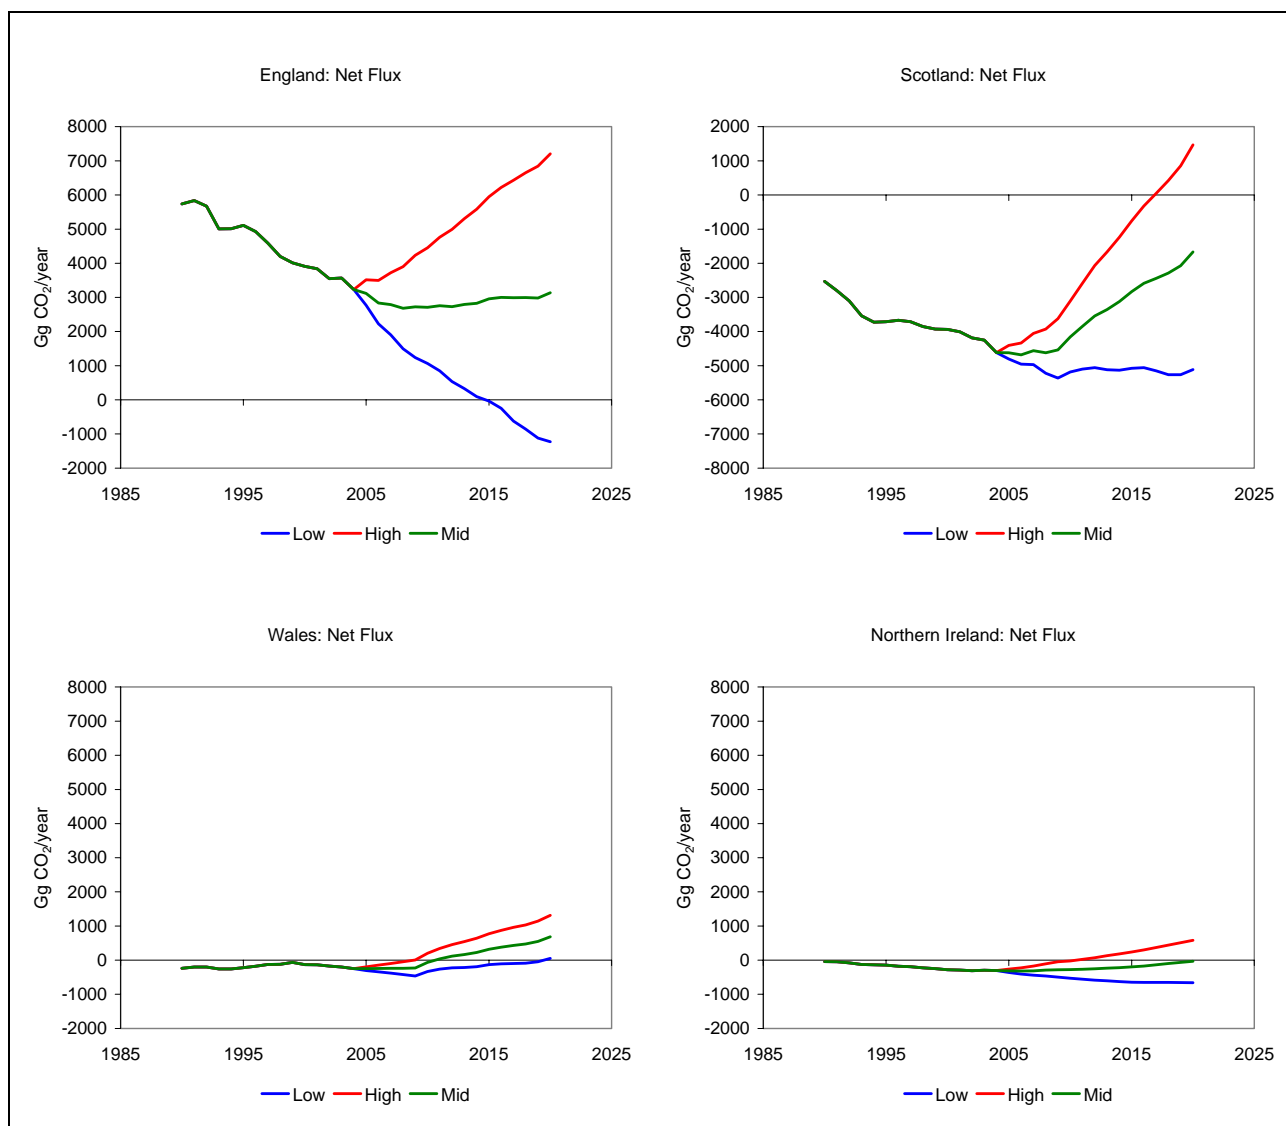 England: Net Flux
Gg CO₂/year
8000
7000
6000
5000
4000
3000
2000
1000
0
-1000
-2000
1985 1995 2005 2015 2025
Low High Mid
Scotland: Net Flux
Gg CO₂/year
2000
1000
0
-1000
-2000
-3000
-4000
-5000
-6000
-7000
-8000
1985 1995 2005 2015 2025
Low High Mid
Wales: Net Flux
Gg CO₂/year
8000
7000
6000
5000
4000
3000
2000
1000
0
-1000
-2000
1985 1995 2005 2015 2025
Low High Mid
Northern Ireland: Net Flux
Gg CO₂/year
8000
7000
6000
5000
4000
3000
2000
1000
0
-1000
-2000
1985 1995 2005 2015 2025
Low High Mid